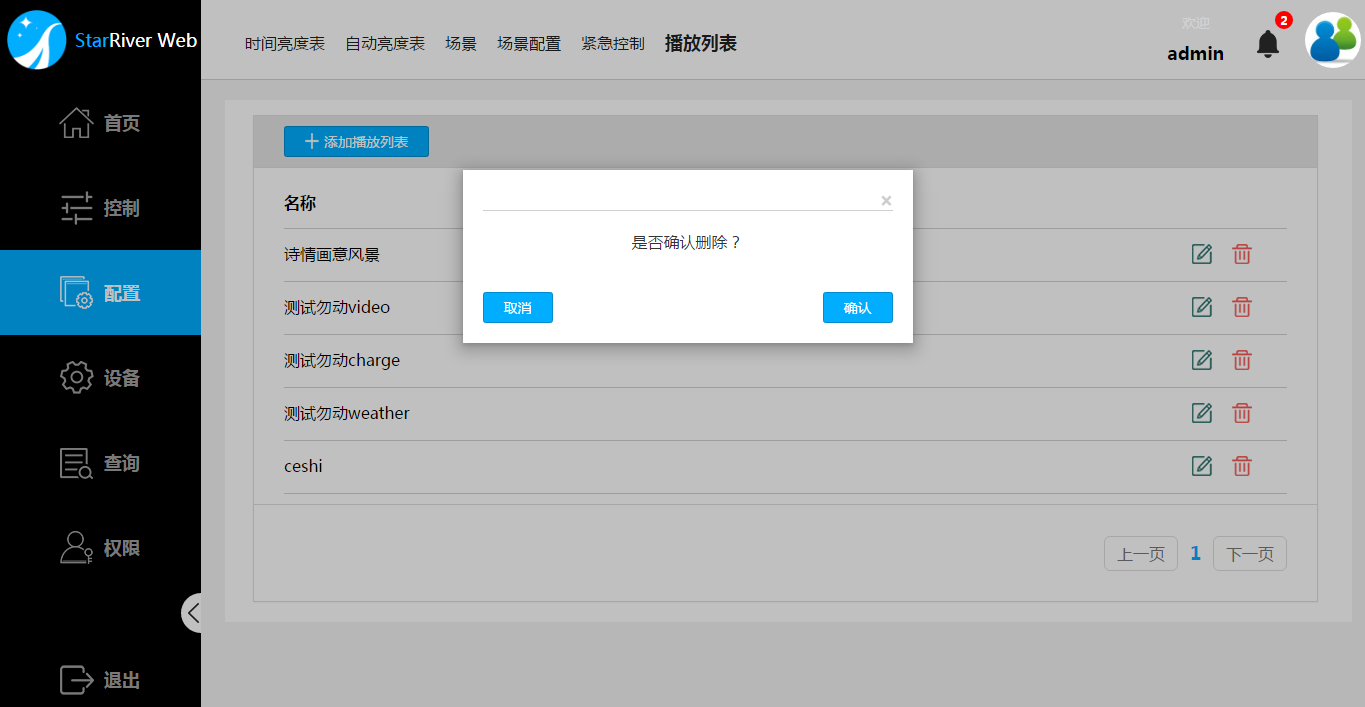 StarRiver Web
时间亮度表 自动亮度表 场景 场景配置 紧急控制 播放列表
欢迎
admin
2
首页
控制
配置
设备
查询
权限
退出
添加播放列表
名称
诗情画意风景
测试勿动video
测试勿动charge
测试勿动weather
ceshi
上一页 1 下一页
×
是否确认删除？
取消 确认